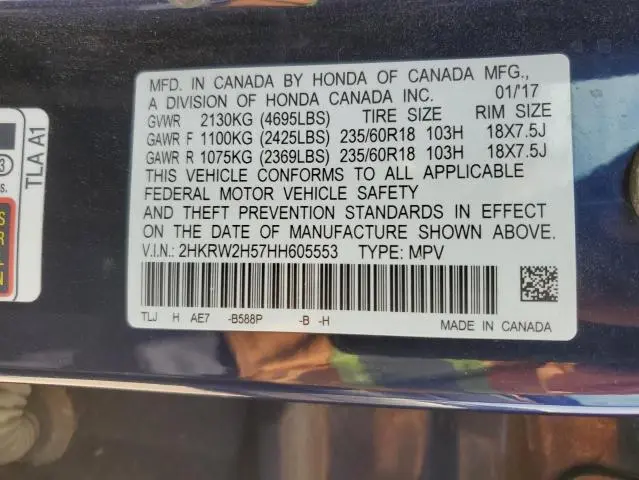 MFD. IN CANADA BY HONDA OF CANADA MFG.,
A DIVISION OF HONDA CANADA INC. 01/'17
GVWR 2130KG (4695LBS) TIRE SIZE RIM SIZE
GAWR F 1100KG (2425LBS) 235/60R18 103H 18X7.5J
GAWR R 1075KG (2369LBS) 235/60R18 103H 18X7.5J
THIS VEHICLE CONFORMS TO ALL APPLICABLE
FEDERAL MOTOR VEHICLE SAFETY
AND THEFT PREVENTION STANDARDS IN EFFECT
ON THE DATE OF MANUFACTURE SHOWN ABOVE.
V.I.N.: 2HKRW2H57HH605553 TYPE: MPV
TLJ H AE7 -B588P -B -H MADE IN CANADA
TLA A1